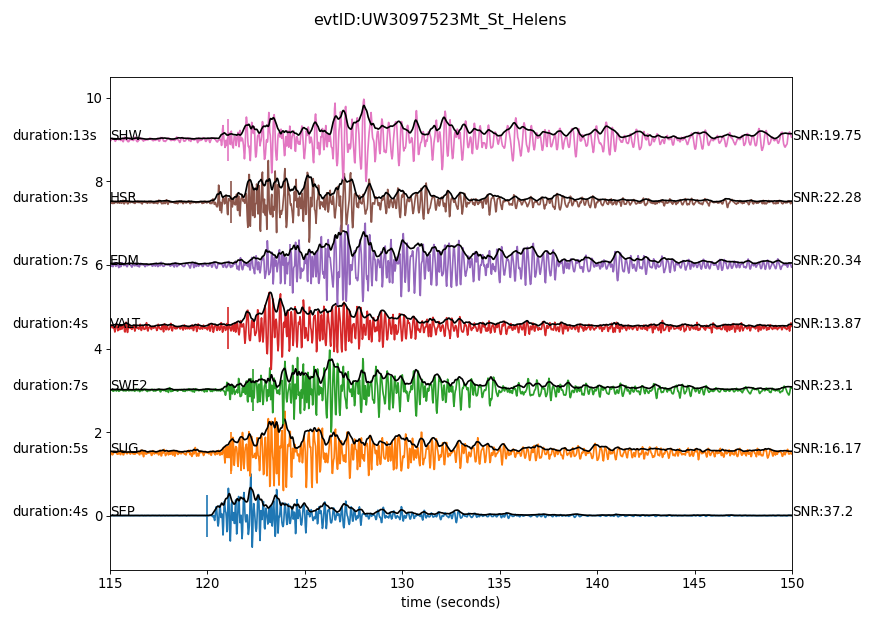 evtID:UW3097523Mt_St_Helens
10
duration:13s SHW SNR:19.75
8
duration:3s HSR SNR:22.28
duration:7s EDM SNR:20.34
6
duration:4s VALT SNR:13.87
4
duration:7s SWF2 SNR:23.1
2
duration:5s SUG SNR:16.17
duration:4s SEP SNR:37.2
0
115 120 125 130 135 140 145 150
time (seconds)